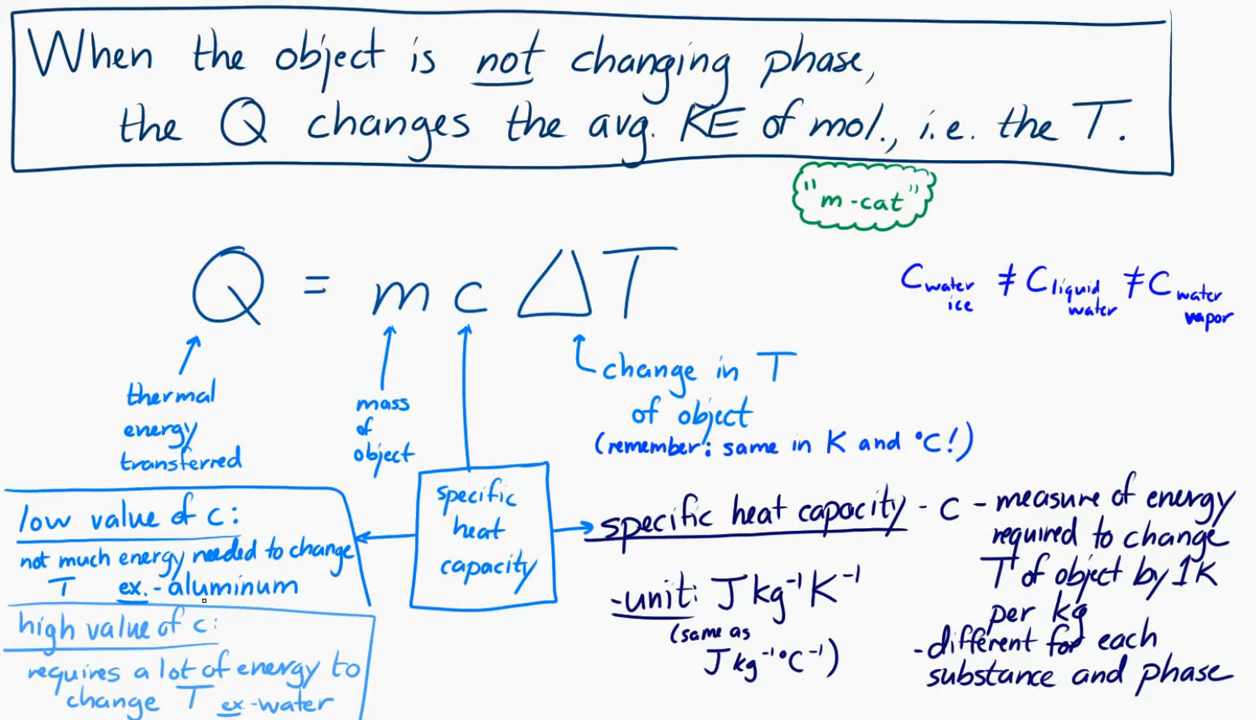 When the object is not changing phase,
the Q changes the avg. KE of mol., i.e. the T.
"m-cat"
Q = m c ΔT
C water ice ≠ C liquid water ≠ C water vapor
thermal
energy
transferred
mass
of
object
change in T
of object
(remember: same in K and °C!)
specific
heat
capacity
low value of c:
not much energy needed to change
T ex.-aluminum
high value of c:
requires a lot of energy to
change T ex-water
specific heat capacity - c - measure of energy
required to change
T of object by 1K
per kg
-unit: J kg⁻¹ K⁻¹
(same as
J kg⁻¹ °C⁻¹)
-different for each
substance and phase